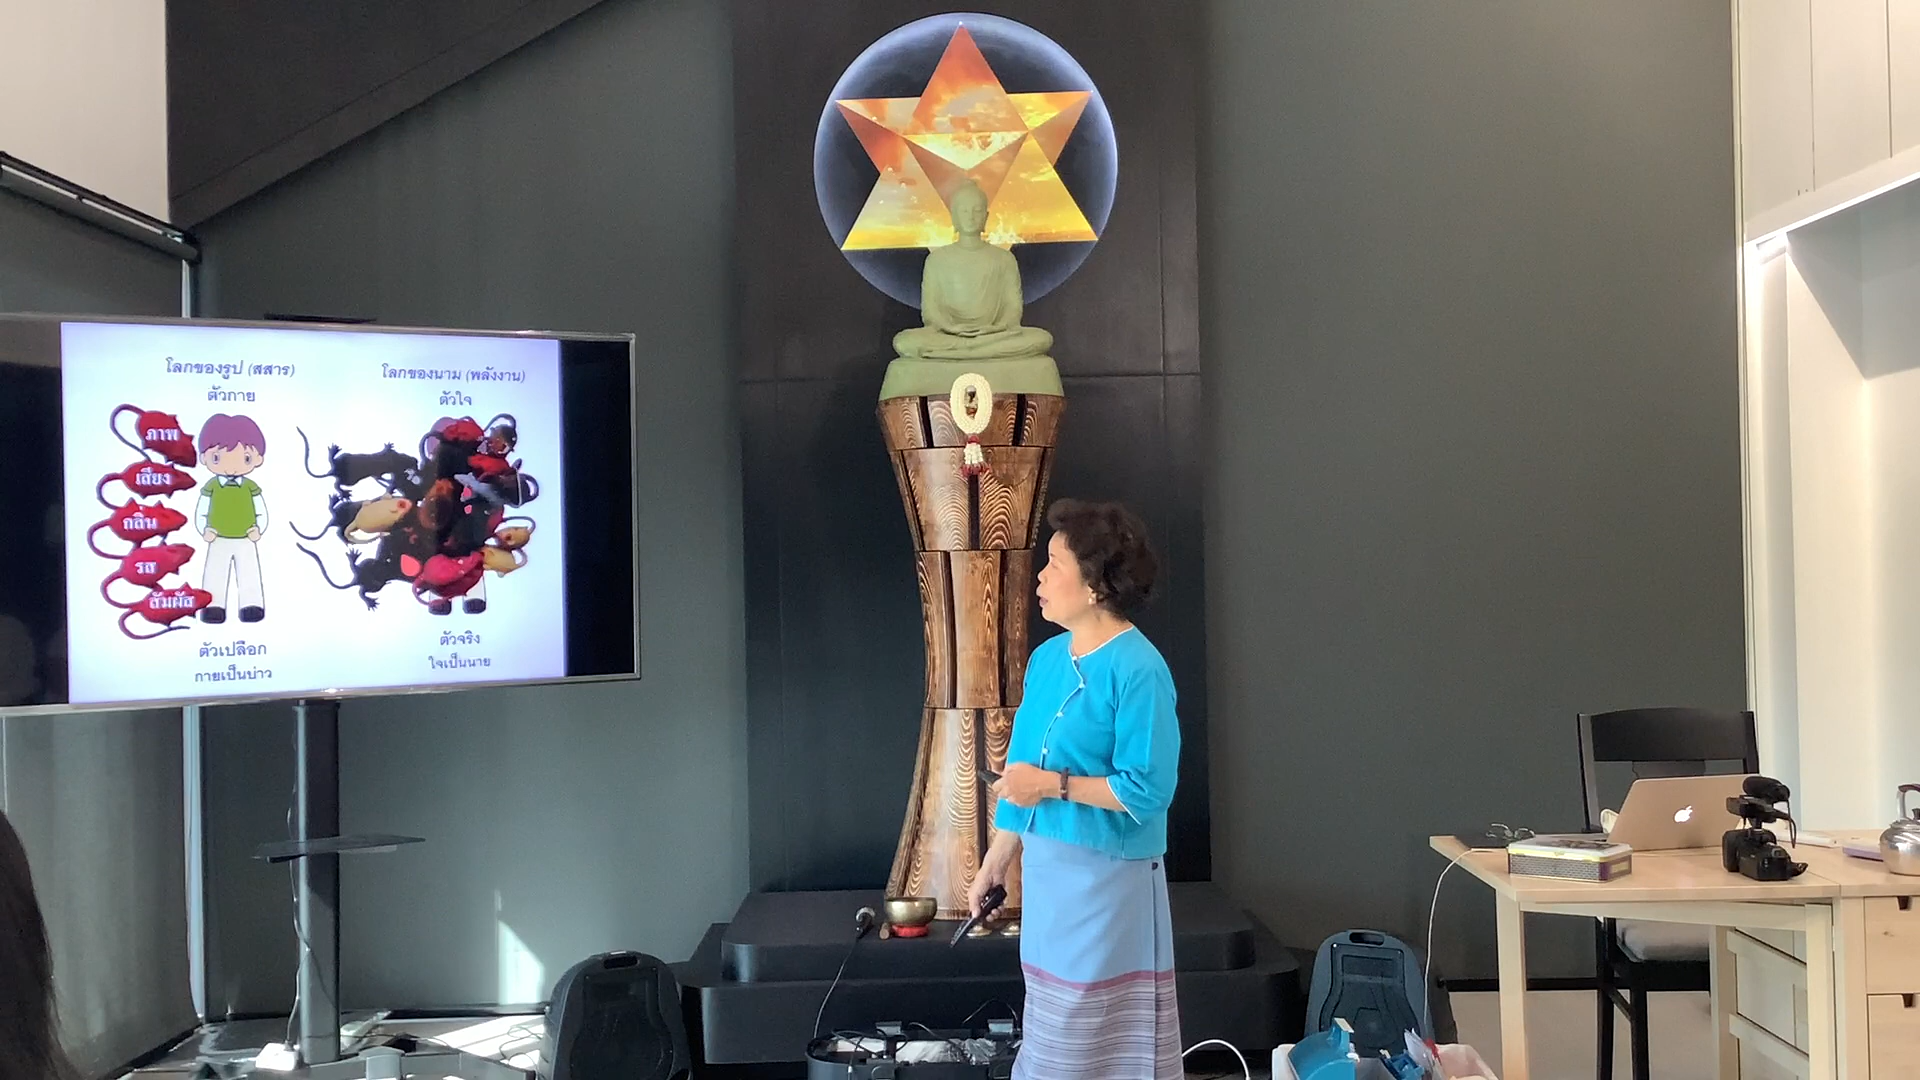 โลกของรูป (สสาร)
ตัวกาย
ภาพ
เสียง
กลิ่น
รส
สัมผัส
ตัวเปลือก
กายเป็นบ่าว
โลกของนาม (พลังงาน)
ตัวใจ
ตัวจริง
ใจเป็นนาย